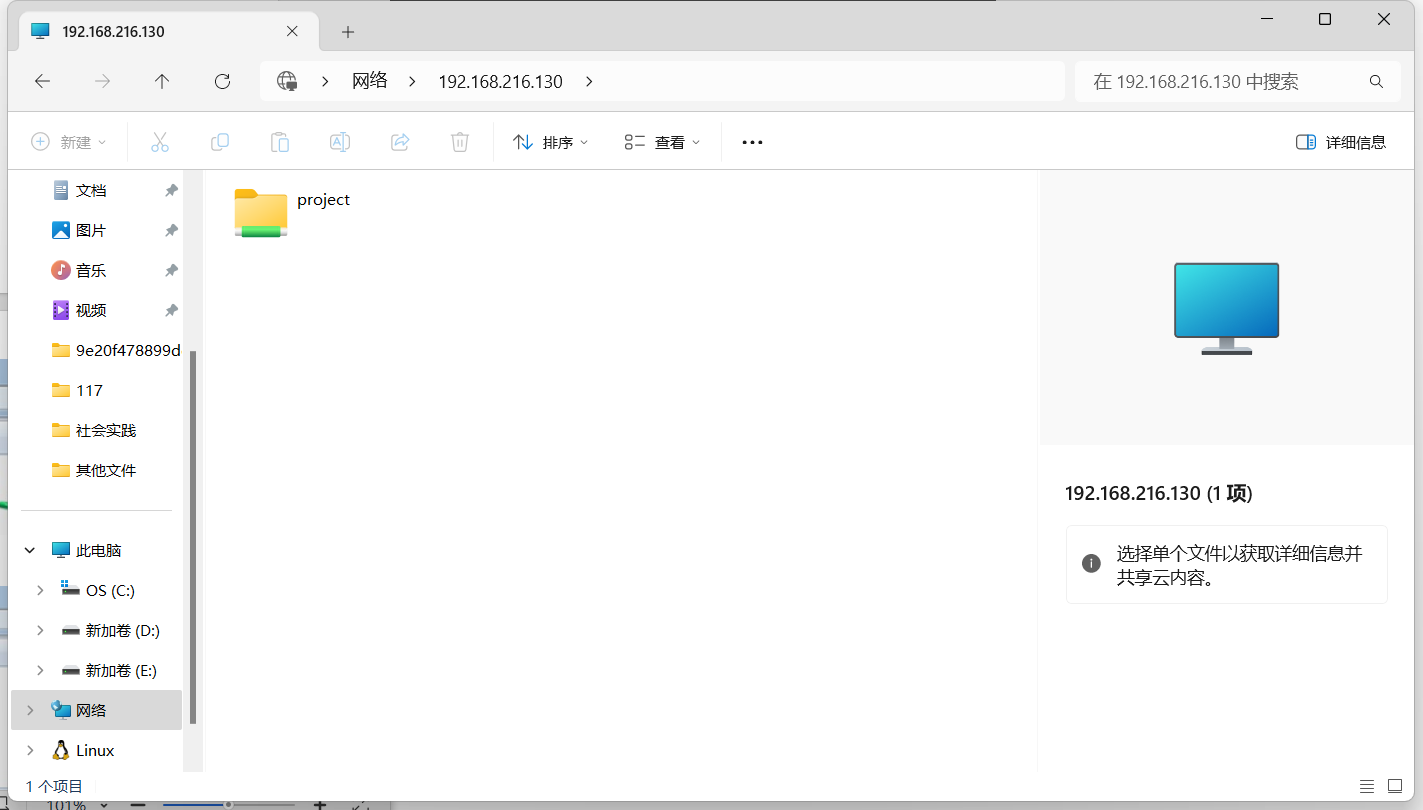 192.168.216.130
网络
192.168.216.130
在 192.168.216.130 中搜索
新建
排序
查看
详细信息
文档
图片
音乐
视频
9e20f478899d
117
社会实践
其他文件
此电脑
OS (C:)
新加卷 (D:)
新加卷 (E:)
网络
Linux
project
192.168.216.130 (1 项)
选择单个文件以获取详细信息并
共享云内容。
1 个项目
101%